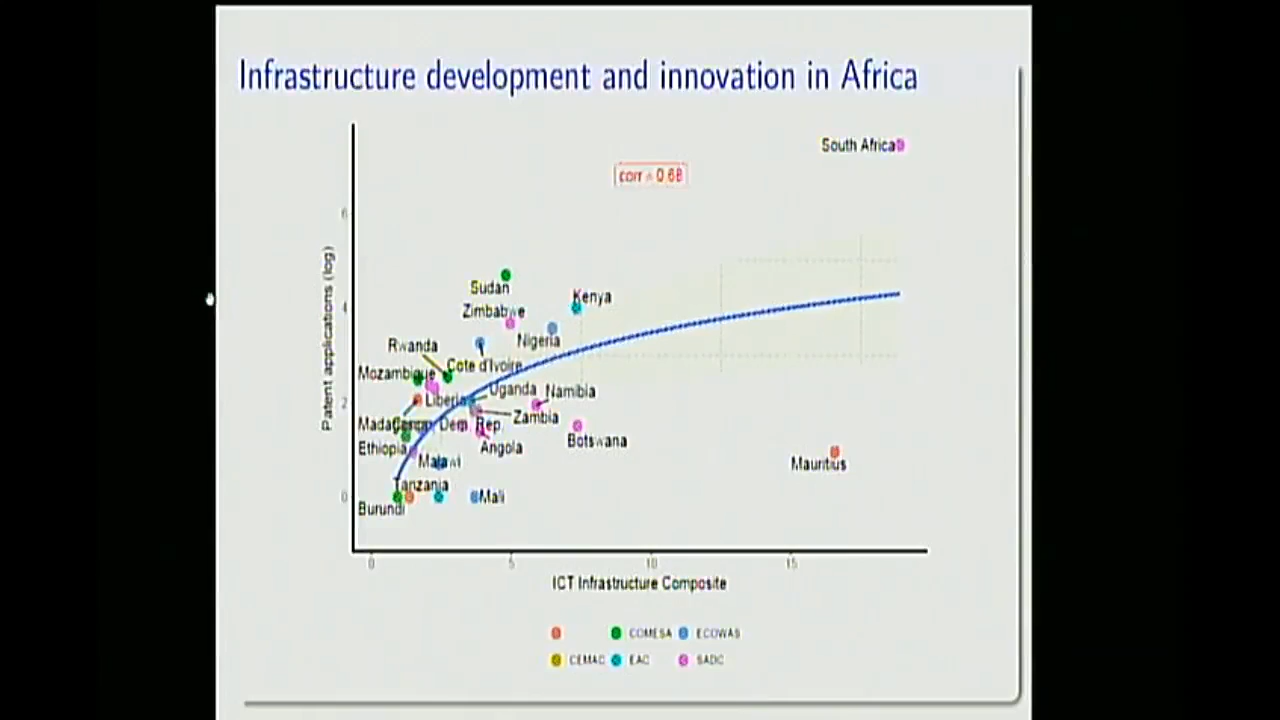 Infrastructure development and innovation in Africa
South Africa
corr = 0.68
6
Sudan
Kenya
Zimbabwe
4
Nigeria
Rwanda
Cote d'Ivoire
Mozambique
Uganda
Namibia
2
Liberia
Zambia
Dem. Rep.
Botswana
Ethiopia
Angola
Malawi
Mauritius
Tanzania
0
Mali
Burundi
Patent applications (log)
0 5 10 15
ICT Infrastructure Composite
COMESA ECOWAS
CEMAC EAC SADC